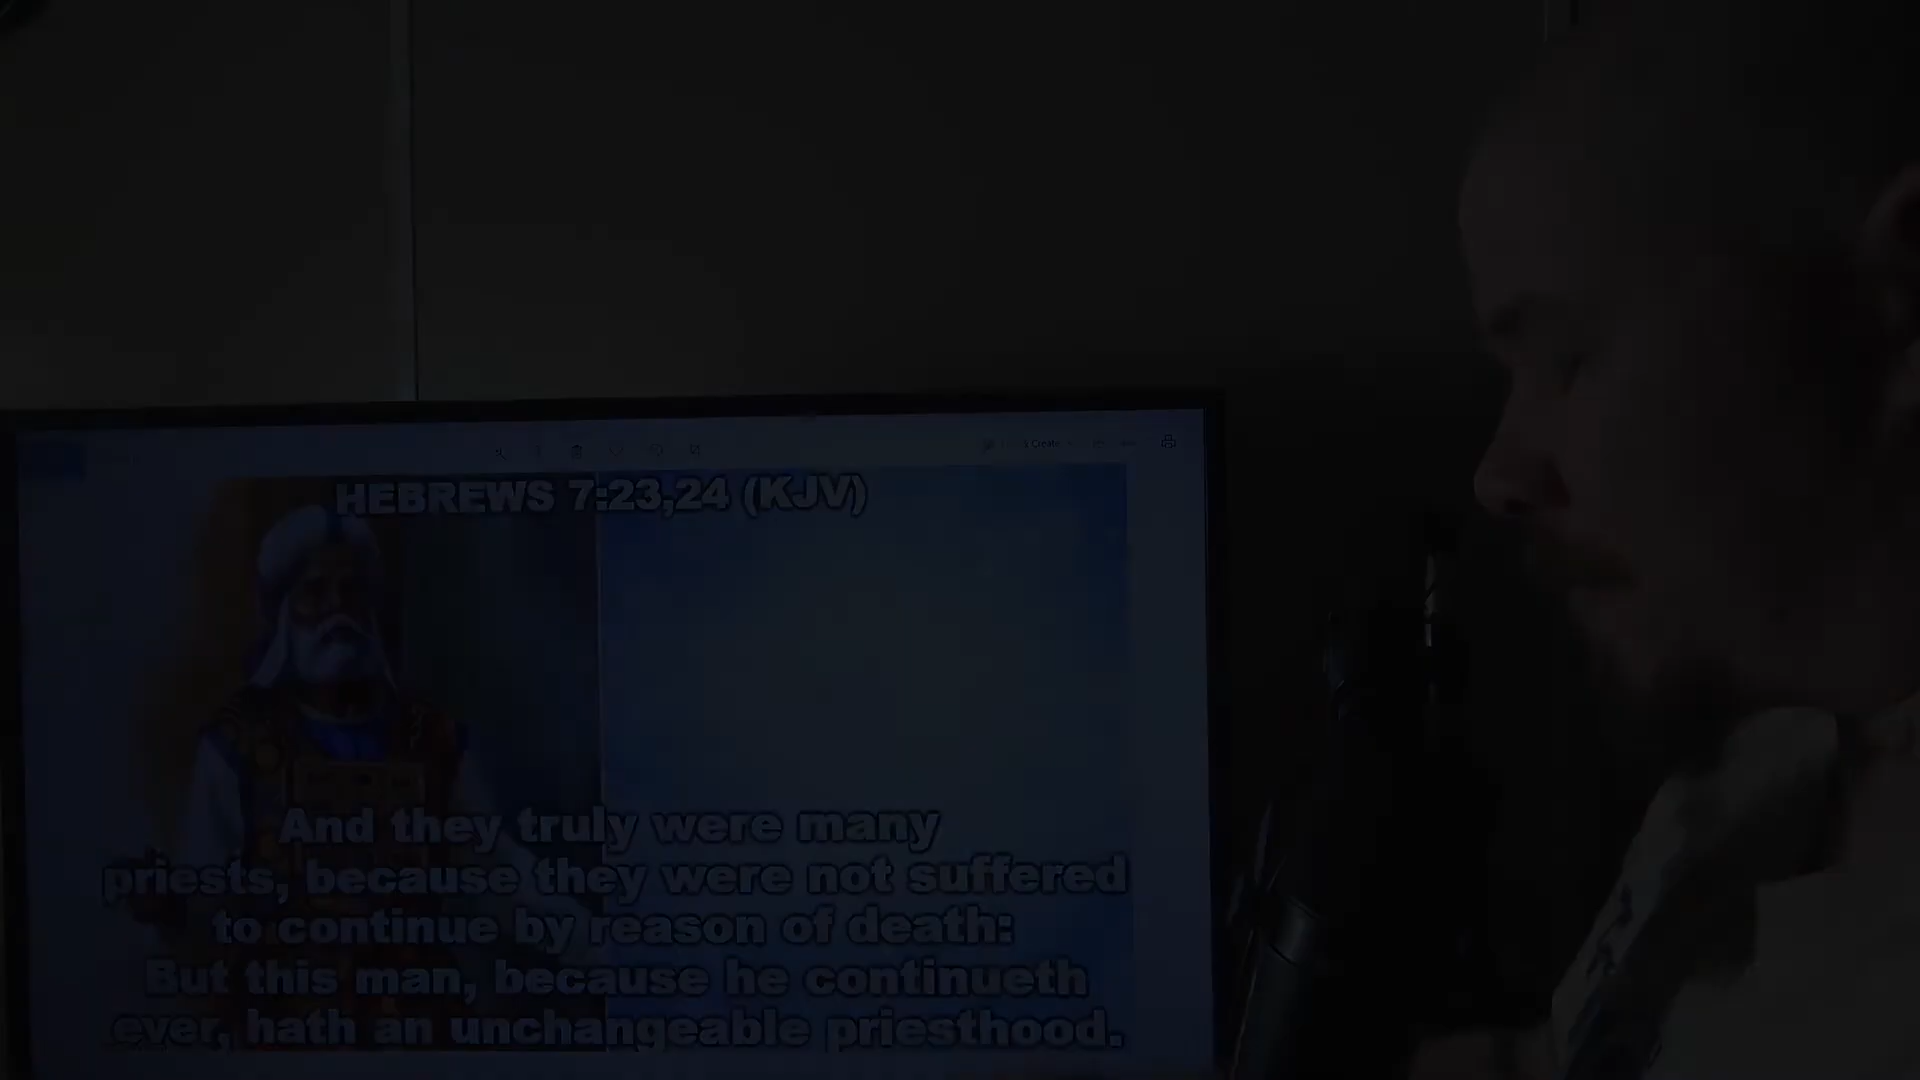 Create
HEBREWS 7:23,24 (KJV)
And they truly were many
priests, because they were not suffered
to continue by reason of death:
But this man, because he continueth
ever, hath an unchangeable priesthood.